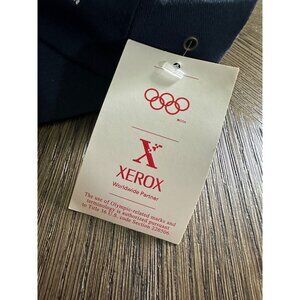 XEROX
Worldwide Partner
The use of Olympic-related marks and
terminology is authorized pursuant
to Title 36 U.S. code Section 220506.